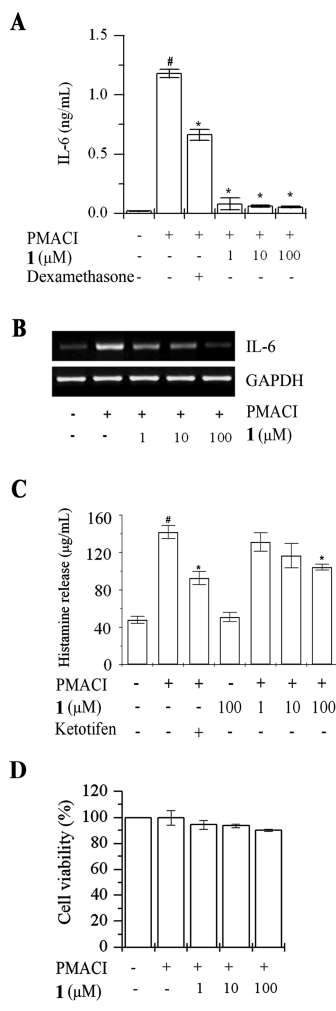 A
1.5
1.0
0.5
0.0
IL-6 (ng/mL)
#
*
* * *
PMACI - + + + + +
1 (μM) - - - 1 10 100
Dexamethasone - - + - - -
B
IL-6
GAPDH
- + + + + PMACI
- - 1 10 100 1 (μM)
C
160
120
80
40
0
Histamine release (μg/mL)
#
*
*
PMACI - + + - + + +
1 (μM) - - - 100 1 10 100
Ketotifen - - + - - - -
D
120
100
80
60
40
20
0
Cell viability (%)
PMACI - + + + +
1 (μM) - - 1 10 100